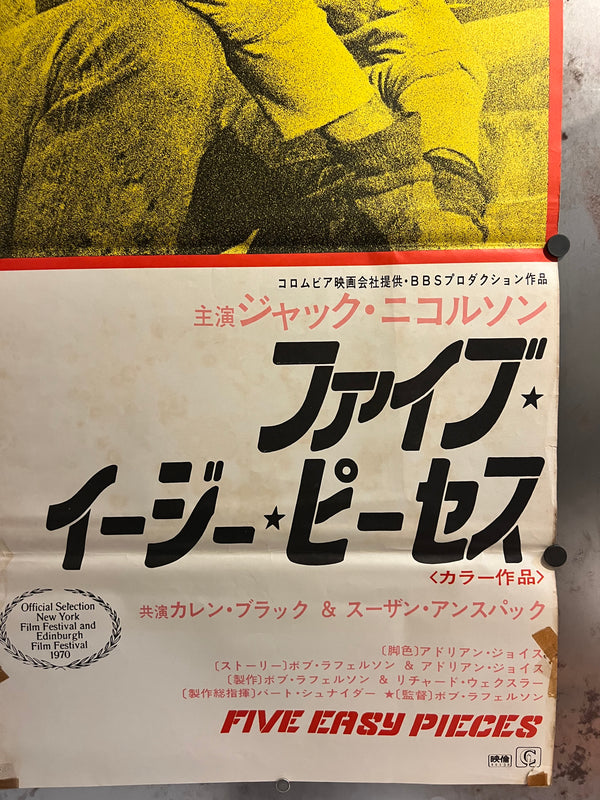 コロムビア映画会社提供・BBSプロダクション作品
主演ジャック・ニコルソン
ファイブ★
イージー★ピーセス
〈カラー作品〉
共演カレン・ブラック & スーザン・アンスパック
Official Selection
New York
Film Festival and
Edinburgh
Film Festival
1970
〔脚色〕アドリアン・ジョイス
〔ストーリー〕ボブ・ラフェルソン & アドリアン・ジョイス
〔製作〕ボブ・ラフェルソン & リチャード・ウェクスラー
〔製作総指揮〕バート・シュナイダー ★〔監督〕ボブ・ラフェルソン
FIVE EASY PIECES
映倫